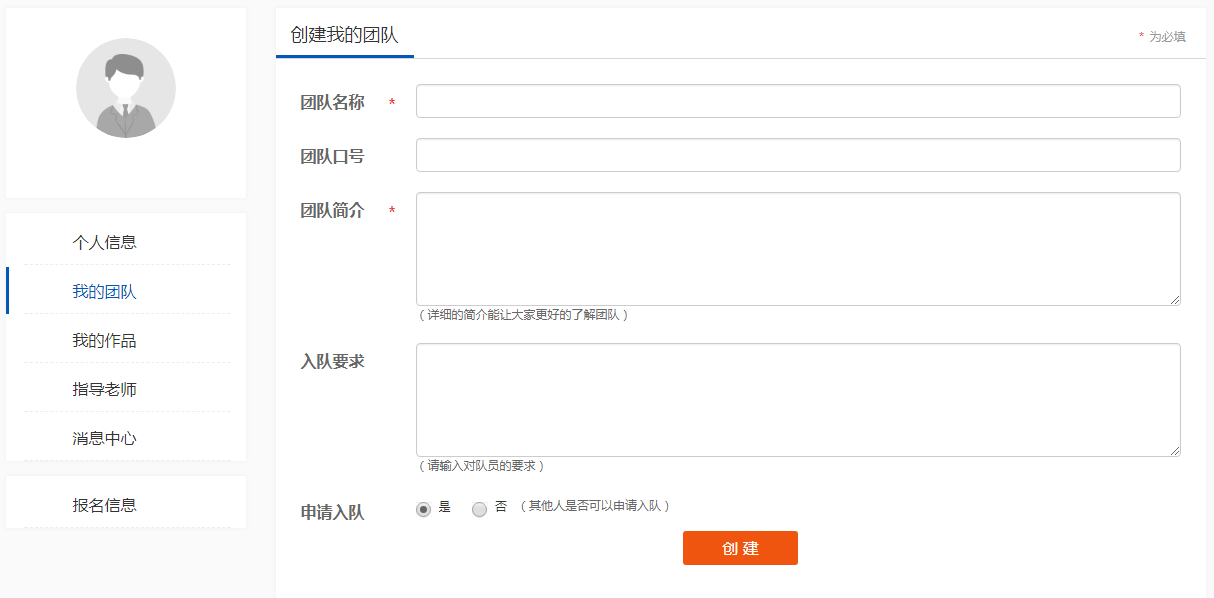 创建我的团队
* 为必填
团队名称 *
团队口号
团队简介 *
（详细的简介能让大家更好的了解团队）
入队要求
（请输入对队员的要求）
申请入队 是 否 （其他人是否可以申请入队）
创 建
个人信息
我的团队
我的作品
指导老师
消息中心
报名信息